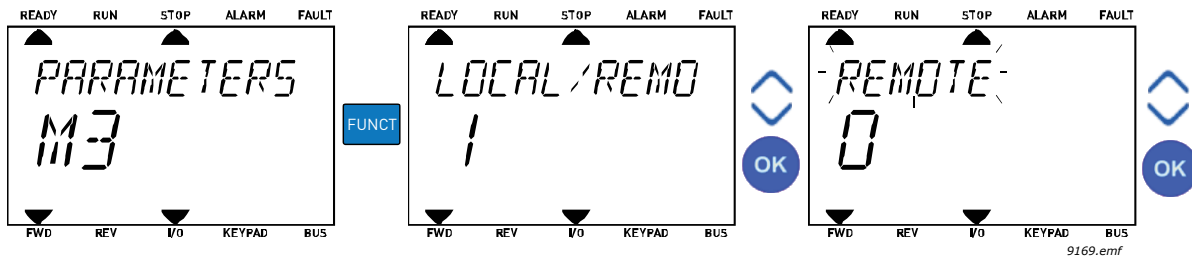 READY RUN STOP ALARM FAULT
PARAMETERS
M3
FWD REV I/O KEYPAD BUS
FUNCT
READY RUN STOP ALARM FAULT
LOCAL/REMO
1
FWD REV I/O KEYPAD BUS
OK
READY RUN STOP ALARM FAULT
REMOTE
0
FWD REV I/O KEYPAD BUS
OK
9169.emf